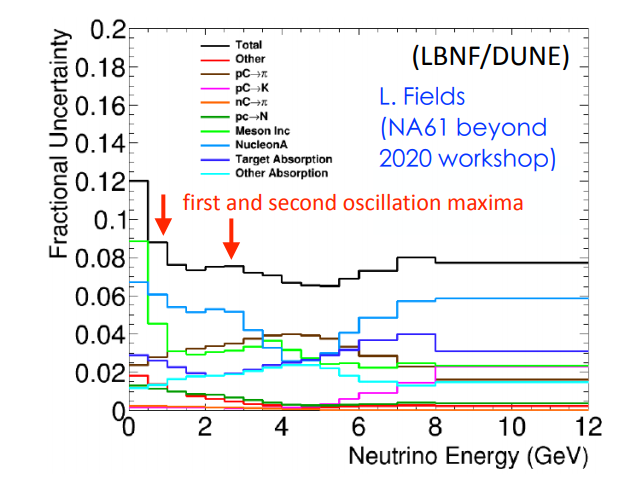 0.2
0.18
0.16
0.14
0.12
0.1
0.08
0.06
0.04
0.02
0
Fractional Uncertainty
Total
Other
pC→π
pC→K
nC→π
pc→N
Meson Inc
NucleonA
Target Absorption
Other Absorption
(LBNF/DUNE)
L. Fields
(NA61 beyond
2020 workshop)
first and second oscillation maxima
0 2 4 6 8 10 12
Neutrino Energy (GeV)